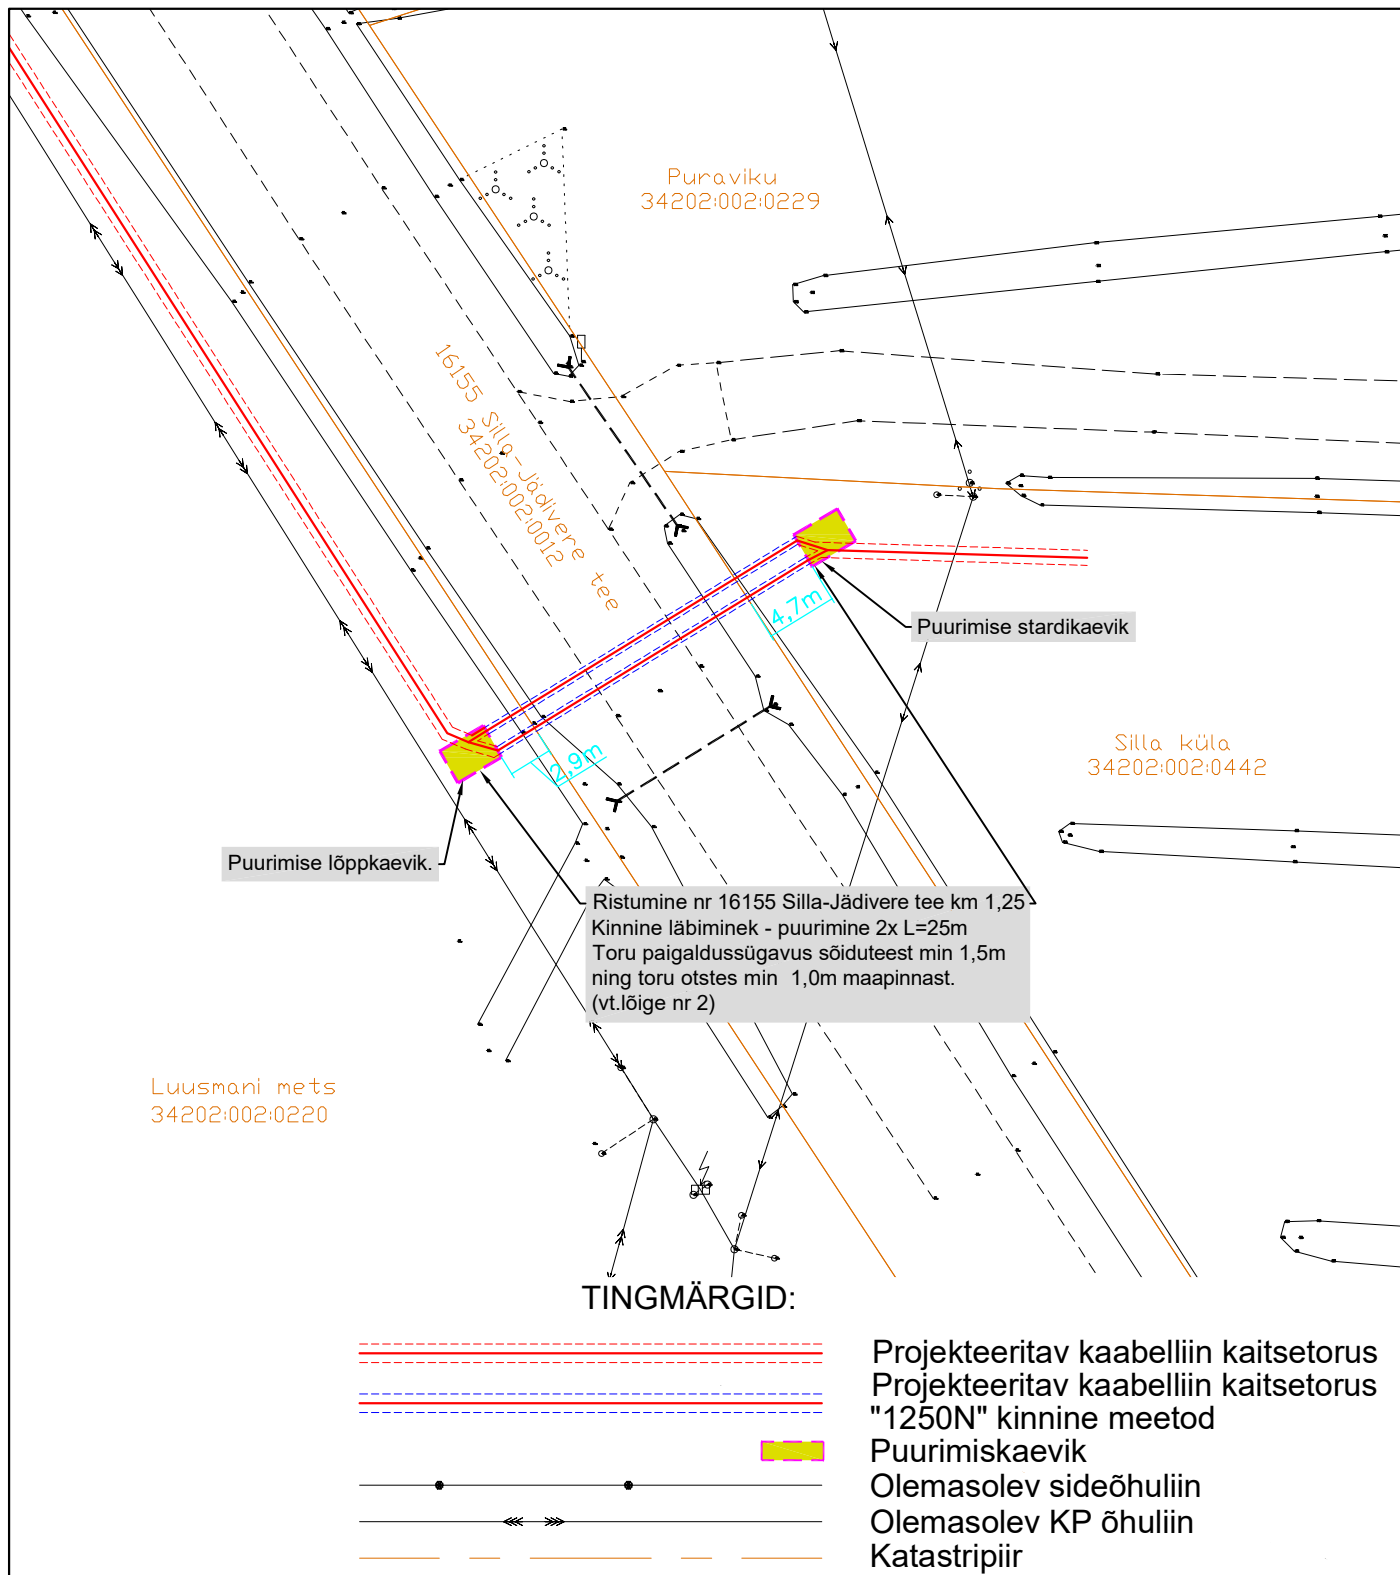 Puraviku
34202:002:0229
16155 Silla-Jädivere tee
34202:002:0012
4,7m
Puurimise stardikaevik
2,9m
Silla küla
34202:002:0442
Puurimise lõppkaevik.
Ristumine nr 16155 Silla-Jädivere tee km 1,25
Kinnine läbiminek - puurimine 2x L=25m
Toru paigaldussügavus sõiduteest min 1,5m
ning toru otstes min  1,0m maapinnast.
(vt.lõige nr 2)
Luusmani mets
34202:002:0220
TINGMÄRGID:
Projekteeritav kaabelliin kaitsetorus
Projekteeritav kaabelliin kaitsetorus
"1250N" kinnine meetod
Puurimiskaevik
Olemasolev sideõhuliin
Olemasolev KP õhuliin
Katastripiir